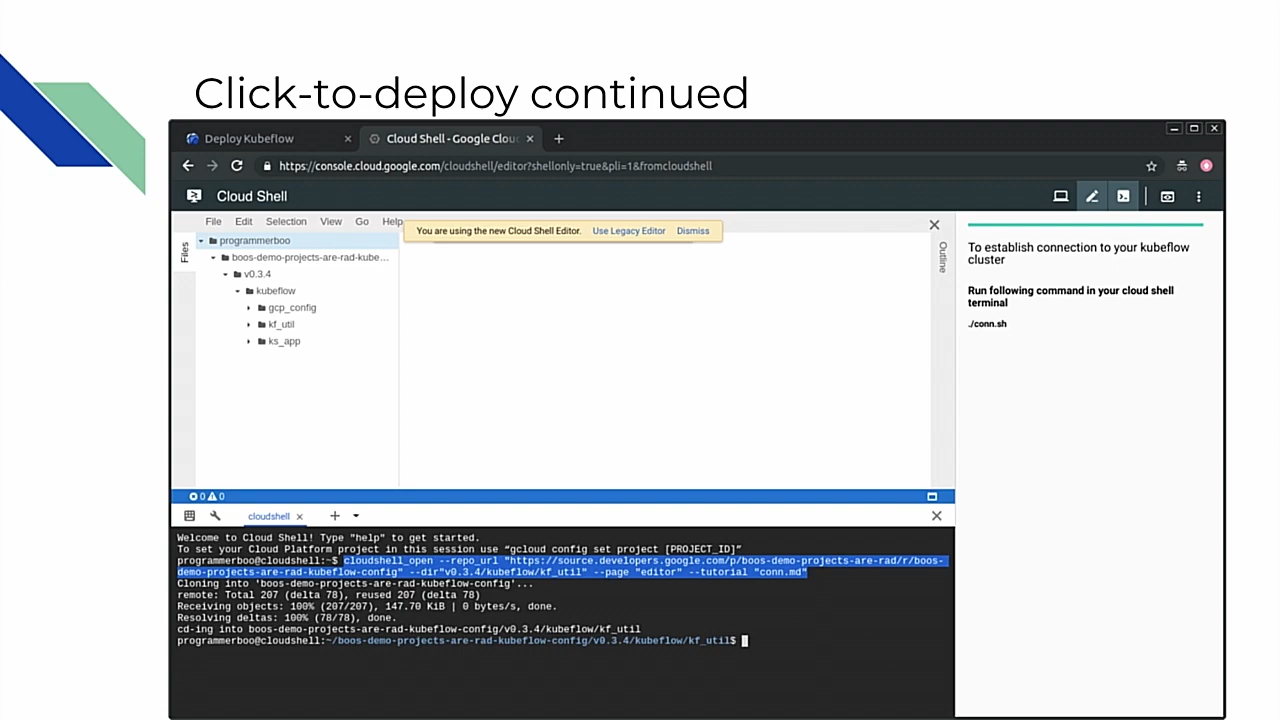 Click-to-deploy continued
Deploy Kubeflow
Cloud Shell - Google Clou
https://console.cloud.google.com/cloudshell/editor?shellonly=true&pli=1&fromcloudshell
Cloud Shell
File Edit Selection View Go Help
You are using the new Cloud Shell Editor. Use Legacy Editor Dismiss
Files
programmerboo
boos-demo-projects-are-rad-kube...
v0.3.4
kubeflow
gcp_config
kf_util
ks_app
Outline
To establish connection to your kubeflow
cluster
Run following command in your cloud shell
terminal
./conn.sh
0 0
cloudshell
Welcome to Cloud Shell! Type "help" to get started.
To set your Cloud Platform project in this session use “gcloud config set project [PROJECT_ID]”
programmerboo@cloudshell:~$ cloudshell_open --repo_url "https://source.developers.google.com/p/boos-demo-projects-are-rad/r/boos-
demo-projects-are-rad-kubeflow-config" --dir"v0.3.4/kubeflow/kf_util" --page "editor" --tutorial "conn.md"
Cloning into 'boos-demo-projects-are-rad-kubeflow-config'...
remote: Total 207 (delta 78), reused 207 (delta 78)
Receiving objects: 100% (207/207), 147.70 KiB | 0 bytes/s, done.
Resolving deltas: 100% (78/78), done.
cd-ing into boos-demo-projects-are-rad-kubeflow-config/v0.3.4/kubeflow/kf_util
programmerboo@cloudshell:~/boos-demo-projects-are-rad-kubeflow-config/v0.3.4/kubeflow/kf_util$